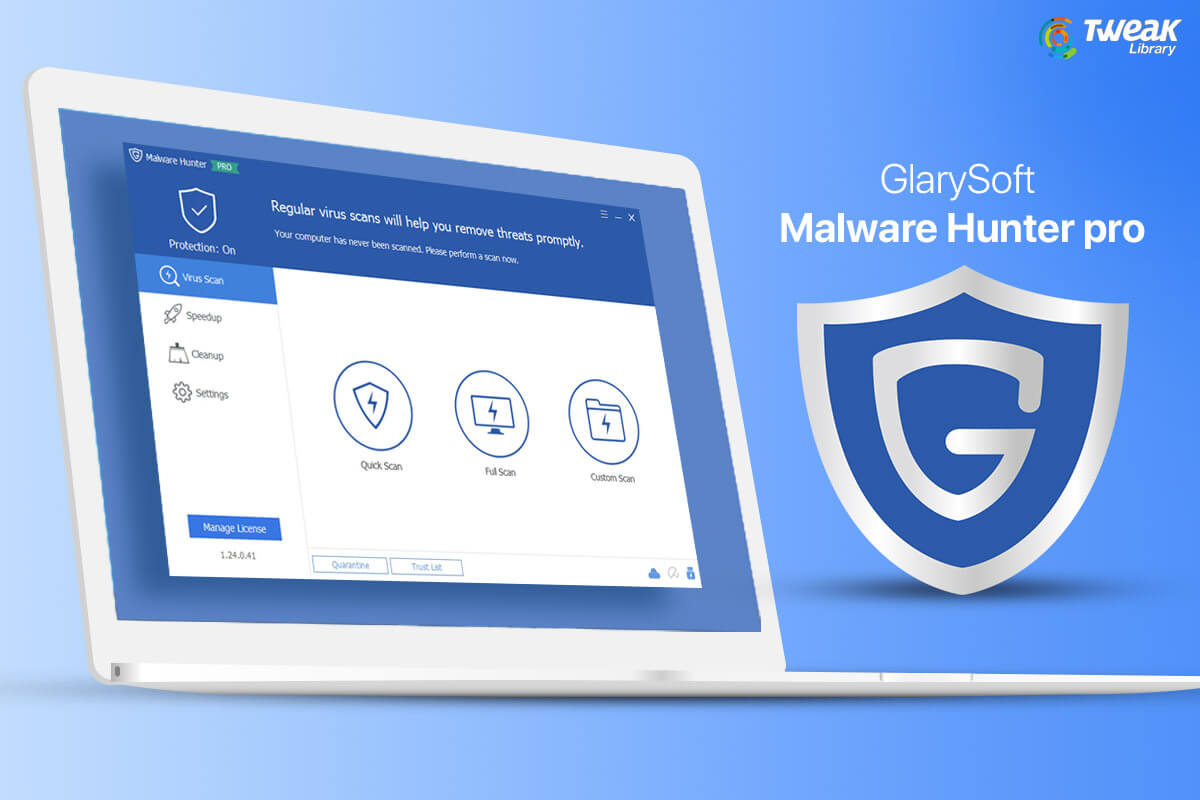 TWEAK
Library
GlarySoft
Malware Hunter pro
Malware Hunter PRO
Protection: On
Regular virus scans will help you remove threats promptly.
Your computer has never been scanned. Please perform a scan now.
Virus Scan
Speedup
Cleanup
Settings
Quick Scan
Full Scan
Custom Scan
Manage License
1.24.0.41
Quarantine
Trust List